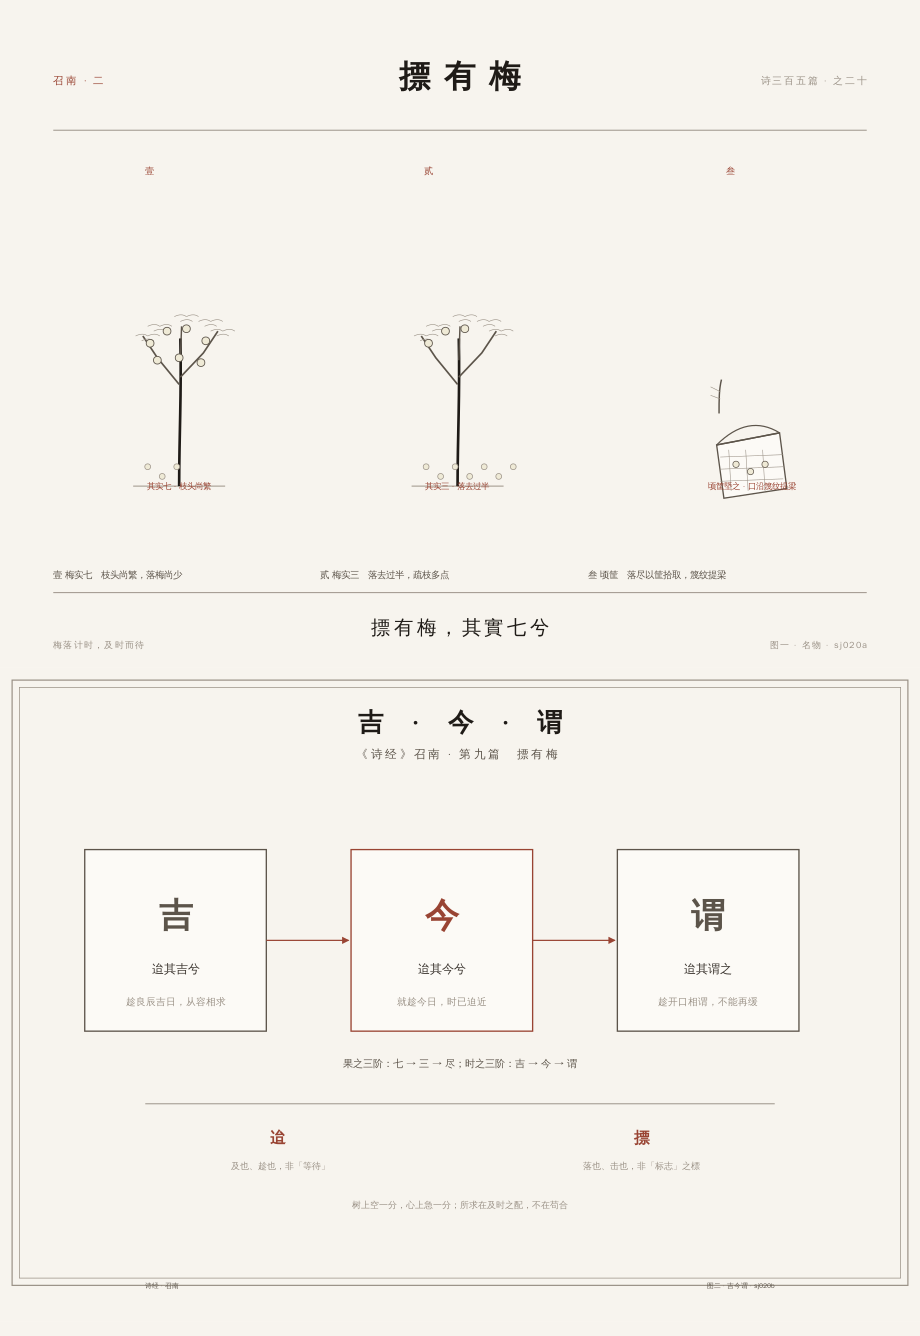 召南 · 二
摽有梅
诗三百五篇 · 之二十
壹
贰
叁
其实七 · 枝头尚繁
其实三 · 落去过半
顷筐塈之 · 口沿篾纹提梁
壹 梅实七 枝头尚繁，落梅尚少
贰 梅实三 落去过半，疏枝多点
叁 顷筐 落尽以筐拾取，篾纹提梁
摽有梅，其實七兮
梅落计时，及时而待
图一 · 名物 · sj020a
吉 · 今 · 谓
《诗经》召南 · 第九篇 摽有梅
吉
迨其吉兮
趁良辰吉日，从容相求
今
迨其今兮
就趁今日，时已迫近
谓
迨其谓之
趁开口相谓，不能再缓
果之三阶：七 → 三 → 尽；时之三阶：吉 → 今 → 谓
迨
及也、趁也，非「等待」
摽
落也、击也，非「标志」之標
树上空一分，心上急一分；所求在及时之配，不在苟合
诗经 · 召南
图二 · 吉今谓 · sj020b